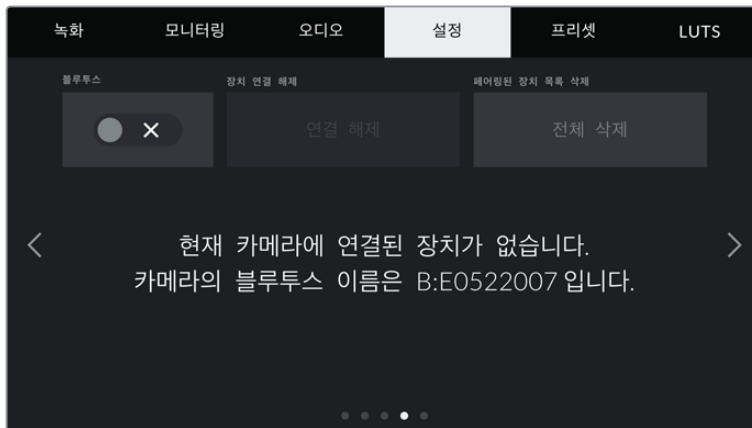 녹화 모니터링 오디오 설정 프리셋 LUTS
블루투스 장치 연결 해제 페어링된 장치 목록 삭제
연결 해제 전체 삭제
현재 카메라에 연결된 장치가 없습니다.
카메라의 블루투스 이름은 B:E0522007 입니다.